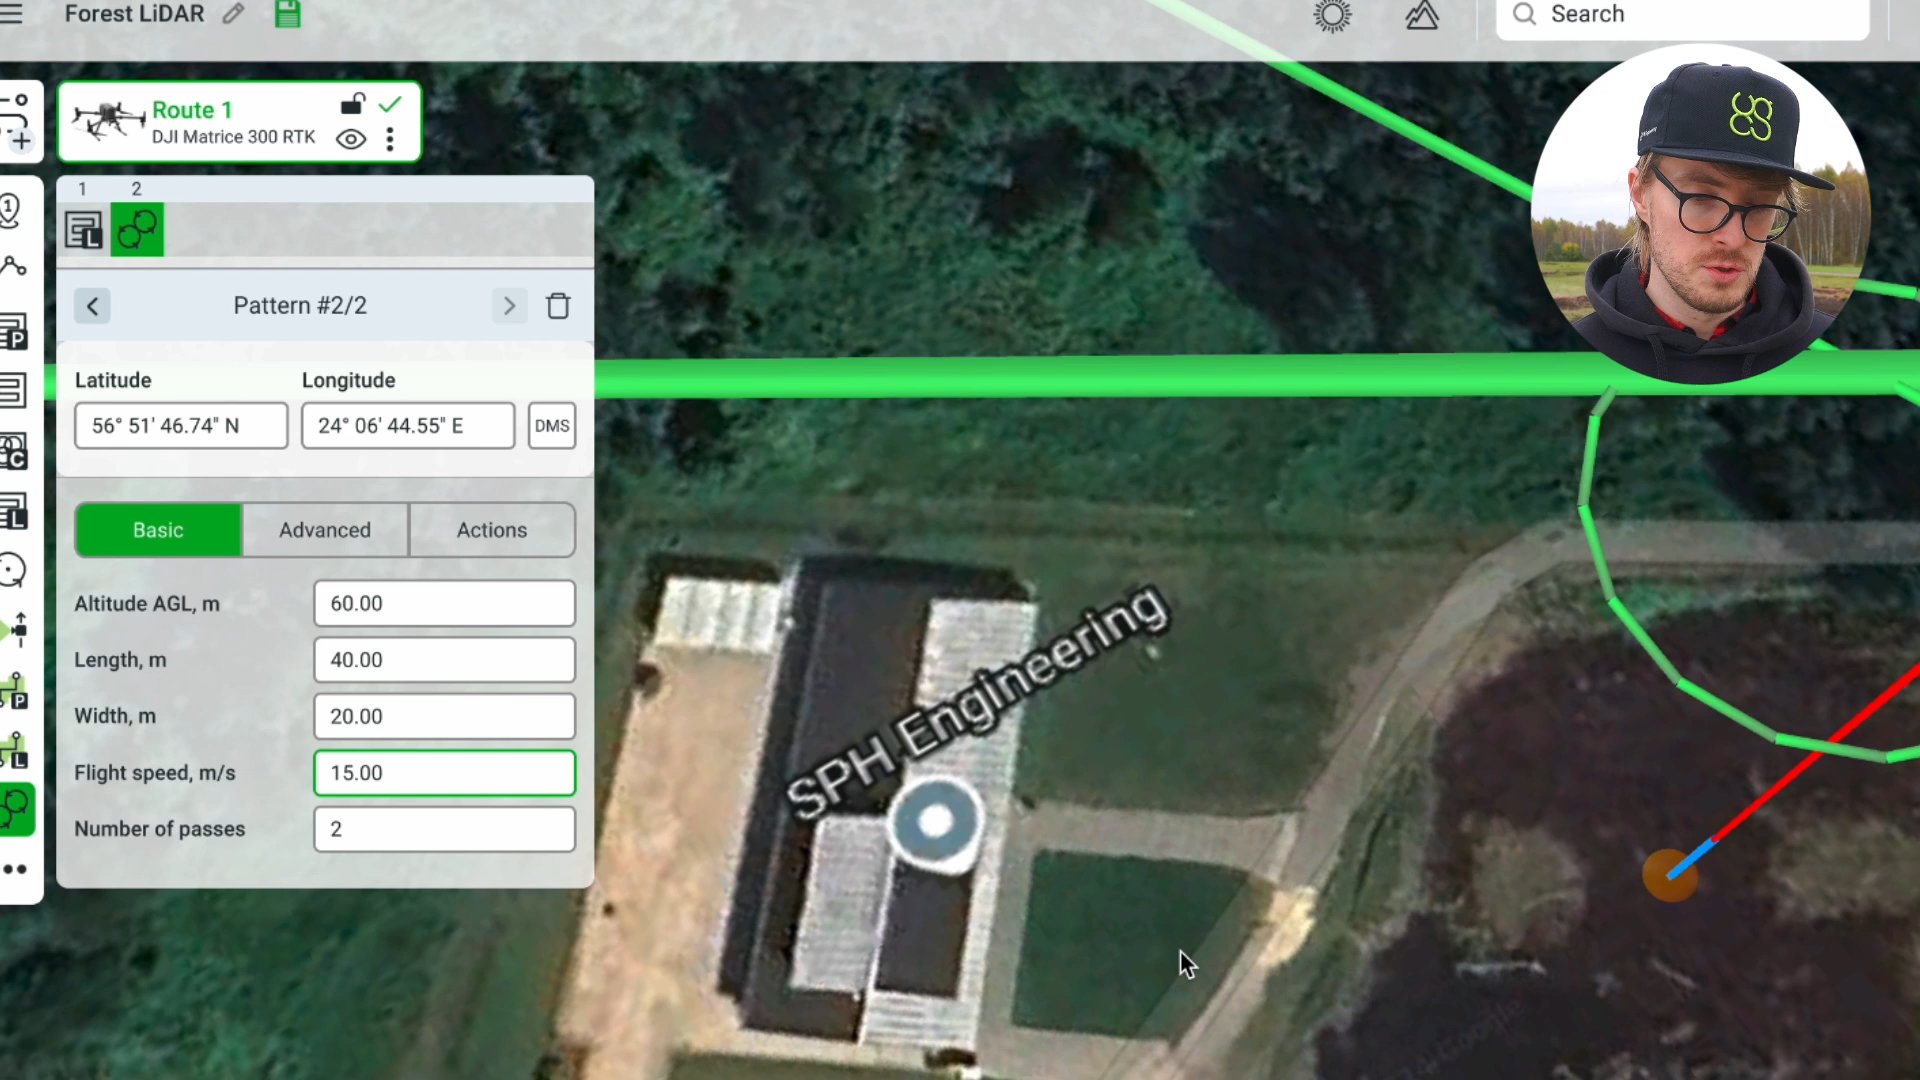 Forest LiDAR
Search
Route 1
DJI Matrice 300 RTK
1 2
L
Pattern #2/2
Latitude Longitude
56° 51' 46.74" N 24° 06' 44.55" E DMS
Basic Advanced Actions
Altitude AGL, m 60.00
Length, m 40.00
Width, m 20.00
Flight speed, m/s 15.00
Number of passes 2
1
P
C
L
P
L
SPH Engineering